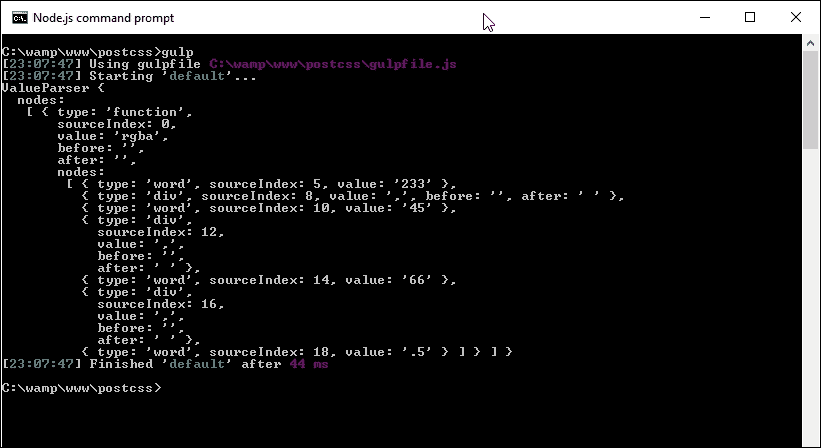 Node.js command prompt
C:\wamp\www\postcss>gulp
[23:07:47] Using gulpfile C:\wamp\www\postcss\gulpfile.js
[23:07:47] Starting 'default'...
ValueParser {
  nodes:
   [ { type: 'function',
       sourceIndex: 0,
       value: 'rgba',
       before: '',
       after: '',
       nodes:
        [ { type: 'word', sourceIndex: 5, value: '233' },
          { type: 'div', sourceIndex: 8, value: ',', before: '', after: ' ' },
          { type: 'word', sourceIndex: 10, value: '45' },
          { type: 'div',
            sourceIndex: 12,
            value: ',',
            before: '',
            after: ' ' },
          { type: 'word', sourceIndex: 14, value: '66' },
          { type: 'div',
            sourceIndex: 16,
            value: ',',
            before: '',
            after: ' ' },
          { type: 'word', sourceIndex: 18, value: '.5' } ] } ] }
[23:07:47] Finished 'default' after 44 ms
C:\wamp\www\postcss>